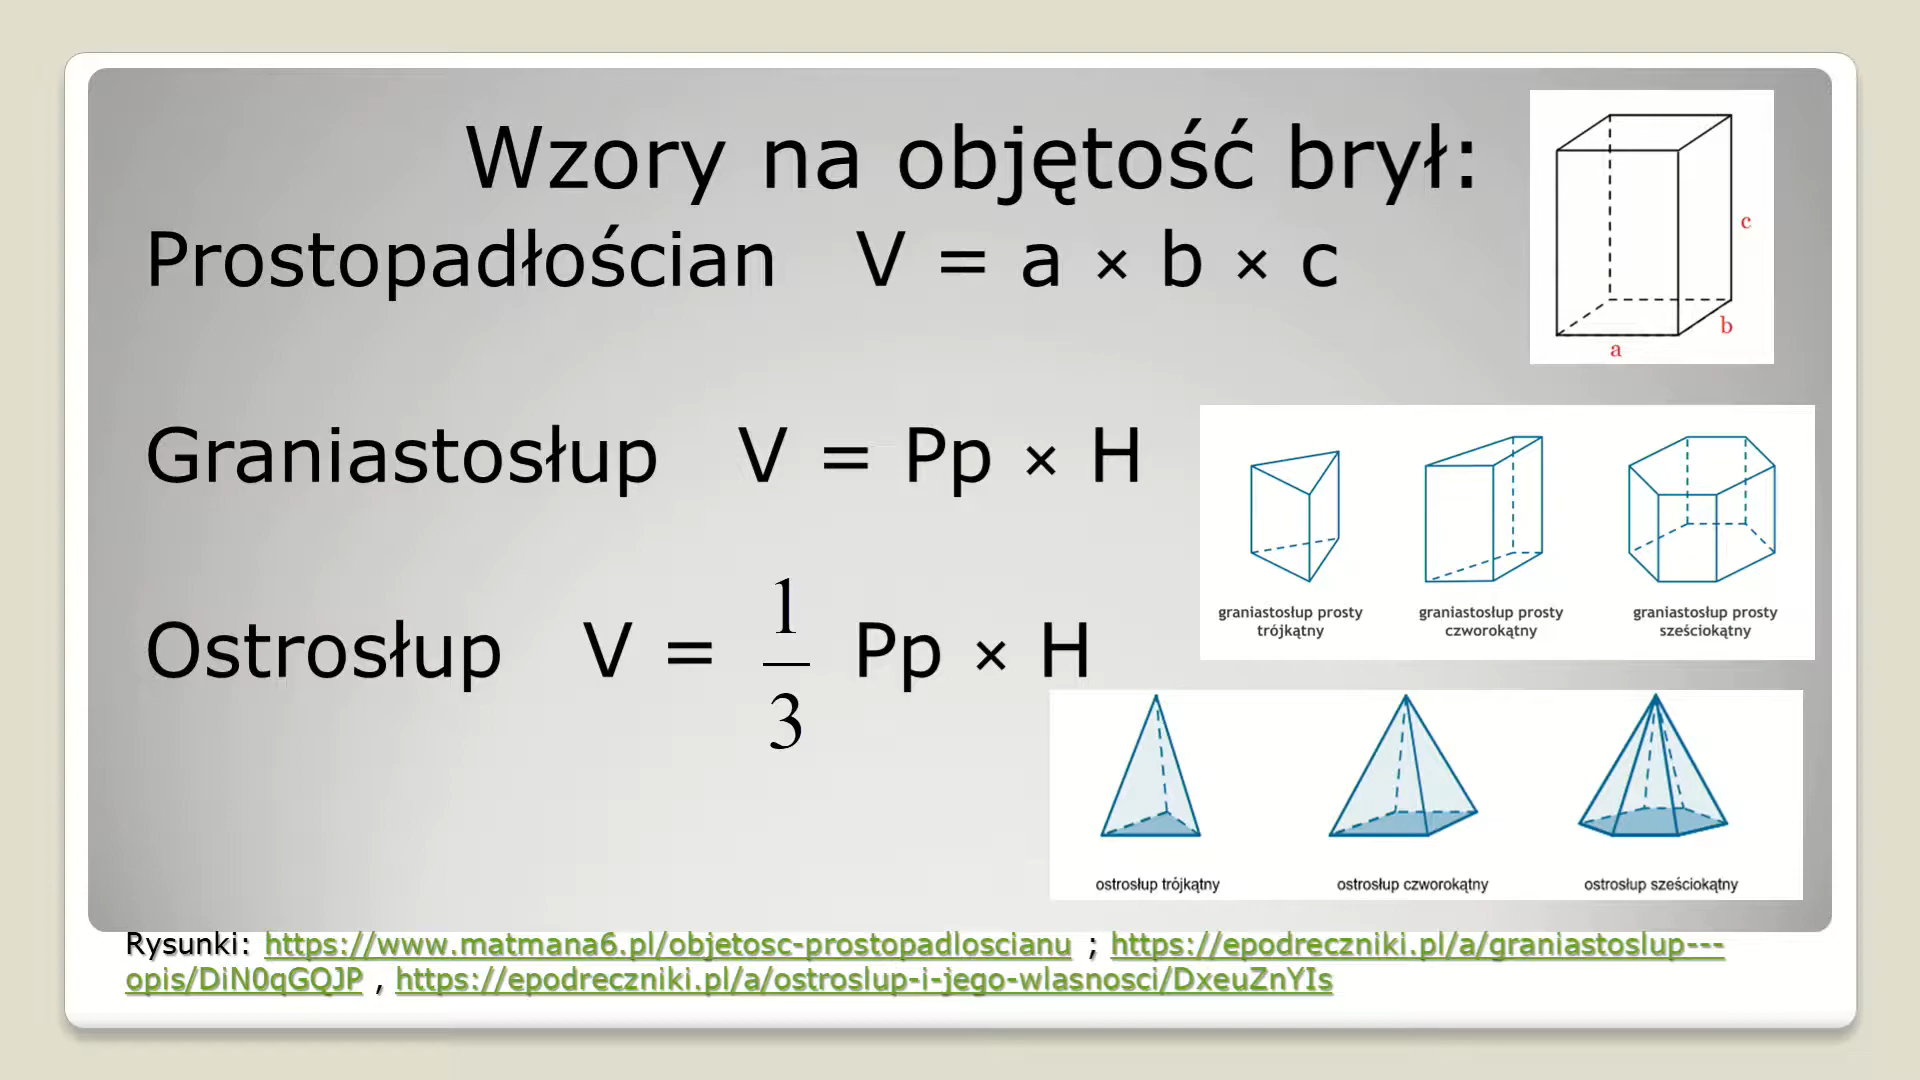 Wzory na objętość brył:
Prostopadłościan V = a × b × c
c
b
a
Graniastosłup V = Pp × H
graniastosłup prosty trójkątny
graniastosłup prosty czworokątny
graniastosłup prosty sześciokątny
Ostrosłup V = 1/3 Pp × H
ostrosłup trójkątny
ostrosłup czworokątny
ostrosłup sześciokątny
Rysunki: https://www.matmana6.pl/objetosc-prostopadloscianu ; https://epodreczniki.pl/a/graniastoslup---
opis/DiN0qGQJP , https://epodreczniki.pl/a/ostroslup-i-jego-wlasnosci/DxeuZnYIs